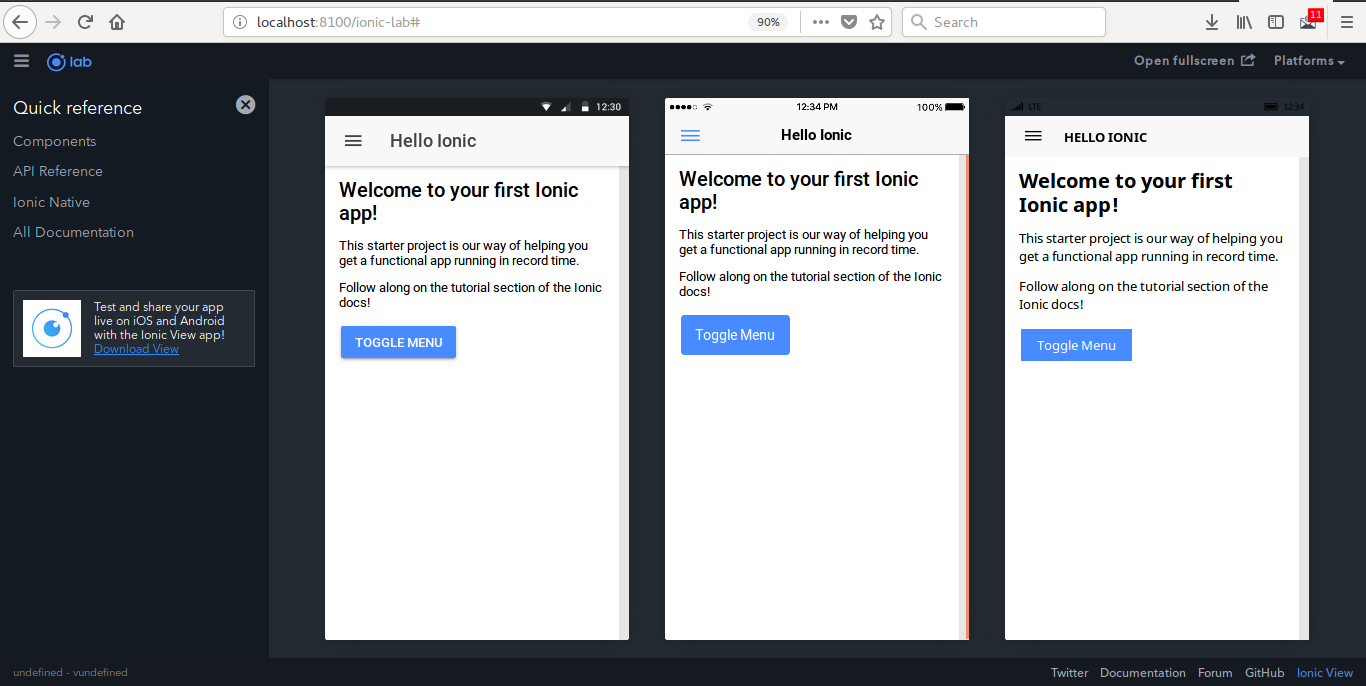 localhost:8100/ionic-lab#
90%
Search
11
lab
Open fullscreen
Platforms
Quick reference
Components
API Reference
Ionic Native
All Documentation
Test and share your app
live on iOS and Android
with the Ionic View app!
Download View
12:30
Hello Ionic
Welcome to your first Ionic
app!
This starter project is our way of helping you
get a functional app running in record time.
Follow along on the tutorial section of the Ionic
docs!
TOGGLE MENU
12:34 PM
100%
Hello Ionic
Welcome to your first Ionic
app!
This starter project is our way of helping you
get a functional app running in record time.
Follow along on the tutorial section of the Ionic
docs!
Toggle Menu
LTE
12:34
HELLO IONIC
Welcome to your first
Ionic app!
This starter project is our way of helping you
get a functional app running in record time.
Follow along on the tutorial section of the
Ionic docs!
Toggle Menu
undefined - vundefined
Twitter
Documentation
Forum
GitHub
Ionic View